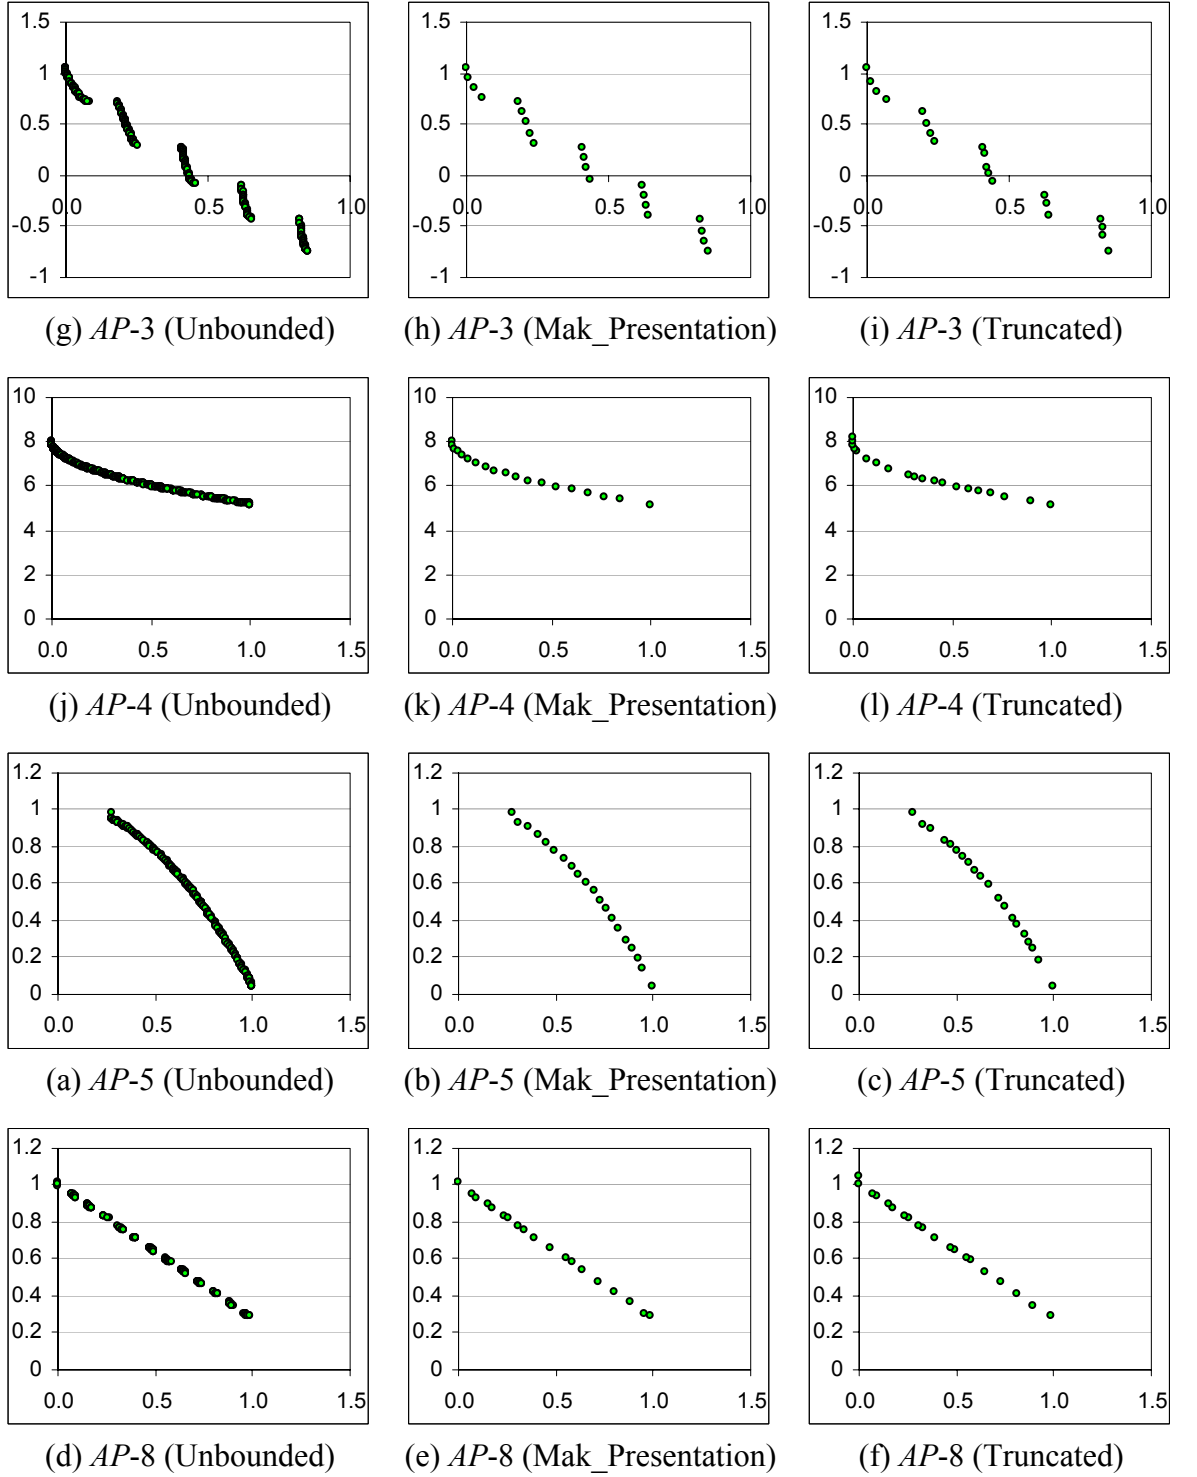 1.5 1.5 1.5
1 1 1
0.5 0.5 0.5
0 0 0
0.0 0.5 1.0 0.0 0.5 1.0 0.0 0.5 1.0
-0.5 -0.5 -0.5
-1 -1 -1
(g) AP-3 (Unbounded) (h) AP-3 (Mak_Presentation) (i) AP-3 (Truncated)
10 10 10
8 8 8
6 6 6
4 4 4
2 2 2
0 0 0
0.0 0.5 1.0 1.5 0.0 0.5 1.0 1.5 0.0 0.5 1.0 1.5
(j) AP-4 (Unbounded) (k) AP-4 (Mak_Presentation) (l) AP-4 (Truncated)
1.2 1.2 1.2
1 1 1
0.8 0.8 0.8
0.6 0.6 0.6
0.4 0.4 0.4
0.2 0.2 0.2
0 0 0
0.0 0.5 1.0 1.5 0.0 0.5 1.0 1.5 0.0 0.5 1.0 1.5
(a) AP-5 (Unbounded) (b) AP-5 (Mak_Presentation) (c) AP-5 (Truncated)
1.2 1.2 1.2
1 1 1
0.8 0.8 0.8
0.6 0.6 0.6
0.4 0.4 0.4
0.2 0.2 0.2
0 0 0
0.0 0.5 1.0 1.5 0.0 0.5 1.0 1.5 0.0 0.5 1.0 1.5
(d) AP-8 (Unbounded) (e) AP-8 (Mak_Presentation) (f) AP-8 (Truncated)